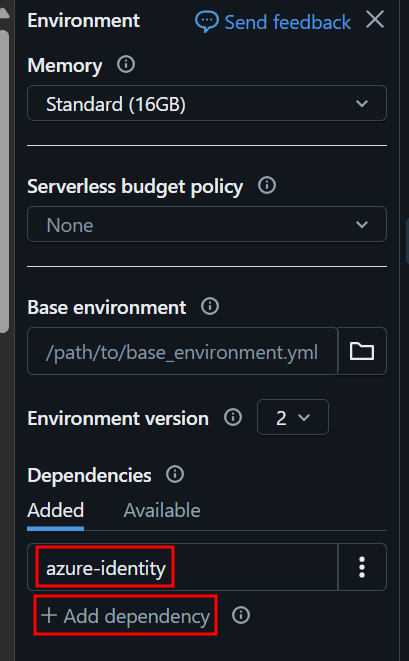 Environment
Send feedback
Memory
Standard (16GB)
Serverless budget policy
None
Base environment
/path/to/base_environment.yml
Environment version
2
Dependencies
Added
Available
azure-identity
+ Add dependency